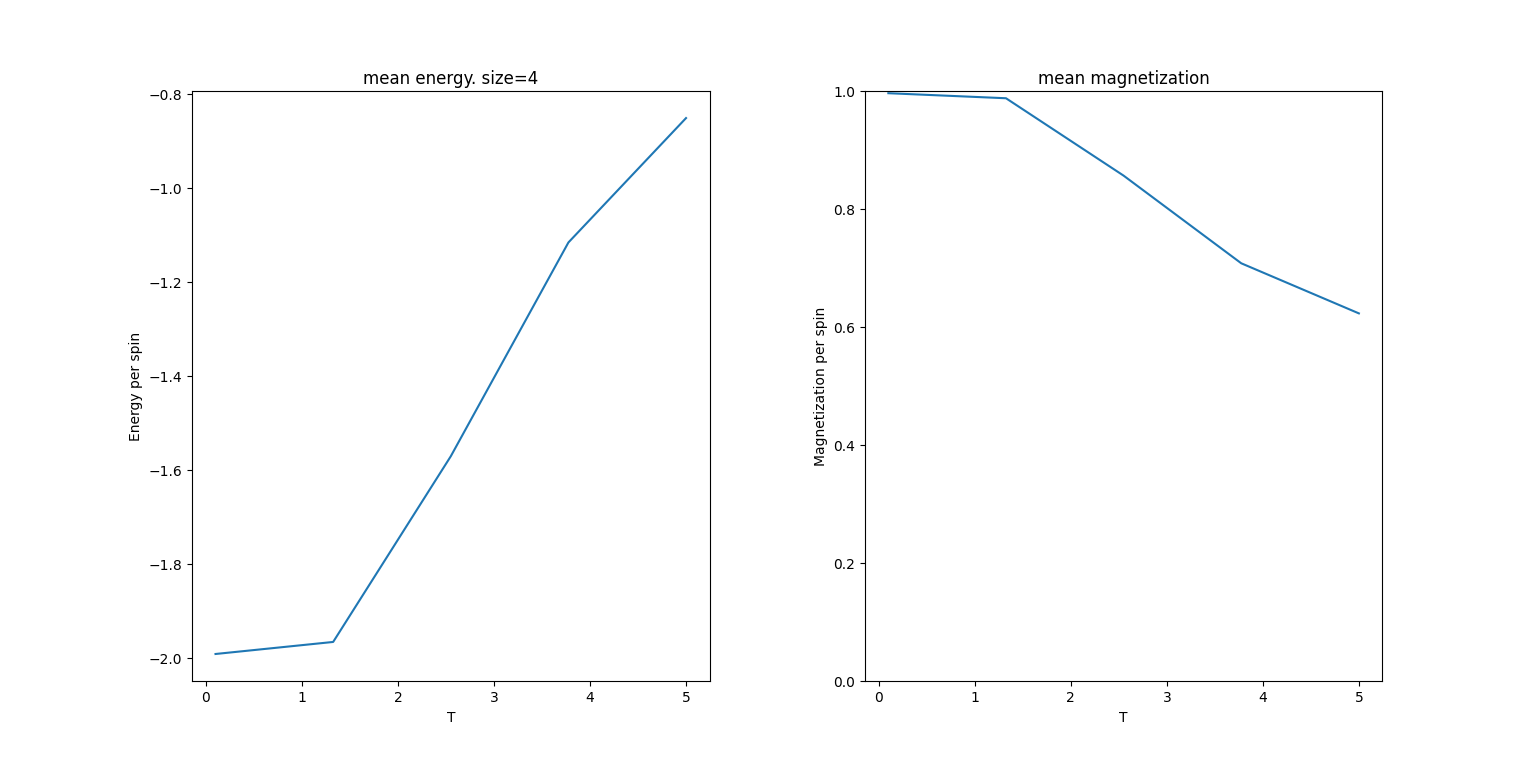 mean energy. size=4
−0.8
−1.0
−1.2
−1.4
−1.6
−1.8
−2.0
Energy per spin
0 1 2 3 4 5
T
mean magnetization
1.0
0.8
0.6
0.4
0.2
0.0
Magnetization per spin
0 1 2 3 4 5
T